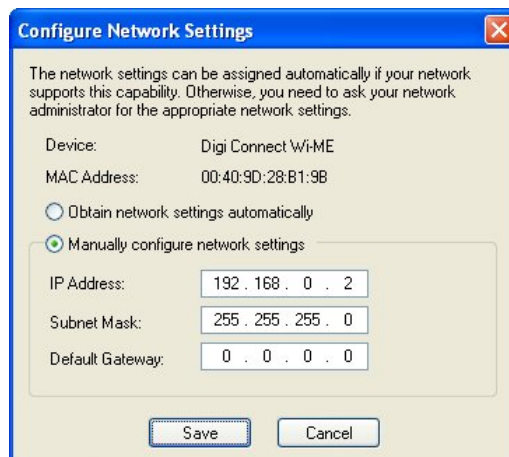 Configure Network Settings
The network settings can be assigned automatically if your network
supports this capability. Otherwise, you need to ask your network
administrator for the appropriate network settings.
Device: Digi Connect Wi-ME
MAC Address: 00:40:9D:28:B1:9B
Obtain network settings automatically
Manually configure network settings
IP Address: 192 . 168 . 0 . 2
Subnet Mask: 255 . 255 . 255 . 0
Default Gateway: 0 . 0 . 0 . 0
Save Cancel